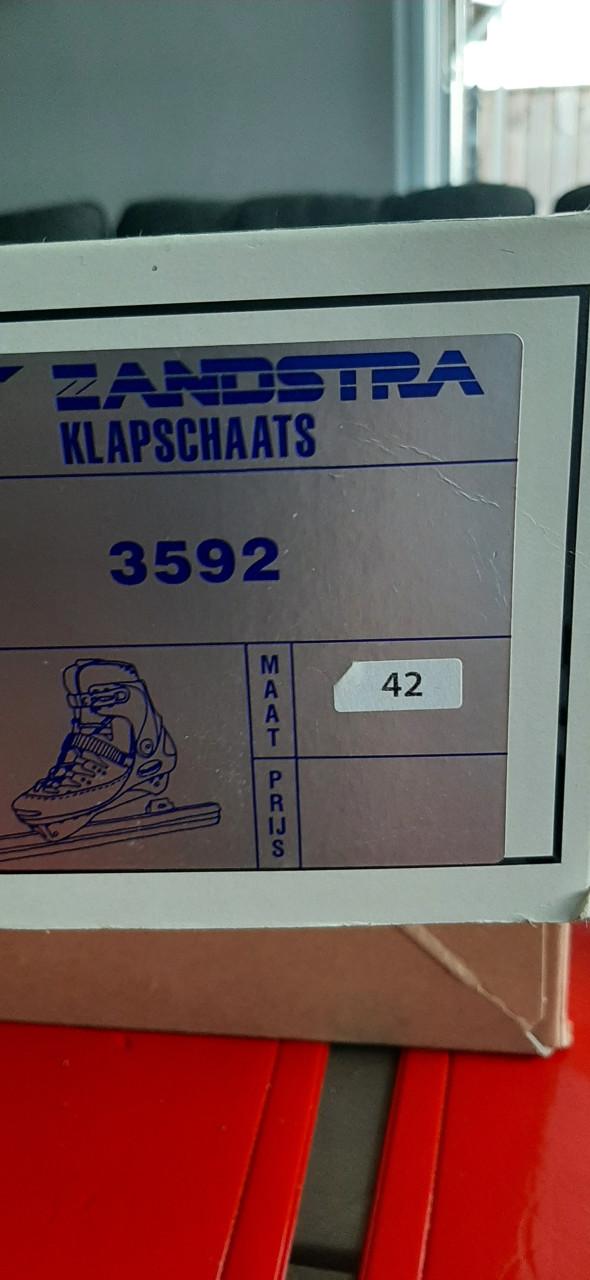 ZANDSTRA
KLAPSCHAATS
3592
MAAT
42
PRIJS